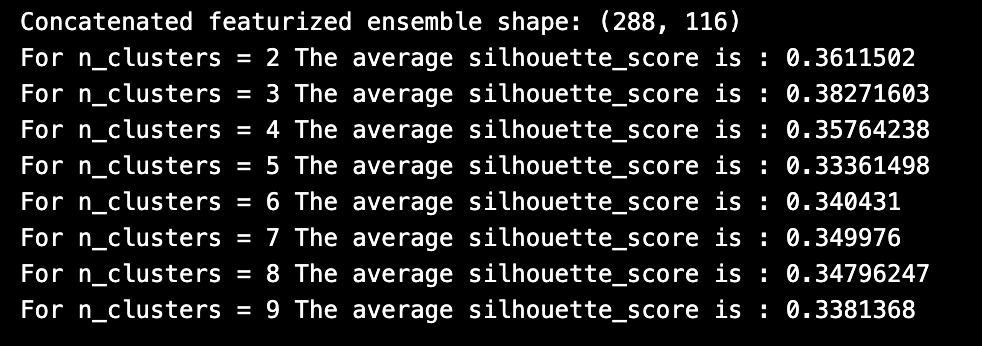 Concatenated featurized ensemble shape: (288, 116)
For n_clusters = 2 The average silhouette_score is : 0.3611502
For n_clusters = 3 The average silhouette_score is : 0.38271603
For n_clusters = 4 The average silhouette_score is : 0.35764238
For n_clusters = 5 The average silhouette_score is : 0.33361498
For n_clusters = 6 The average silhouette_score is : 0.340431
For n_clusters = 7 The average silhouette_score is : 0.349976
For n_clusters = 8 The average silhouette_score is : 0.34796247
For n_clusters = 9 The average silhouette_score is : 0.3381368